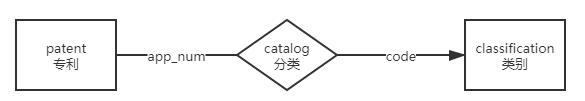 patent
专利
app_num
catalog
分类
code
classification
类别